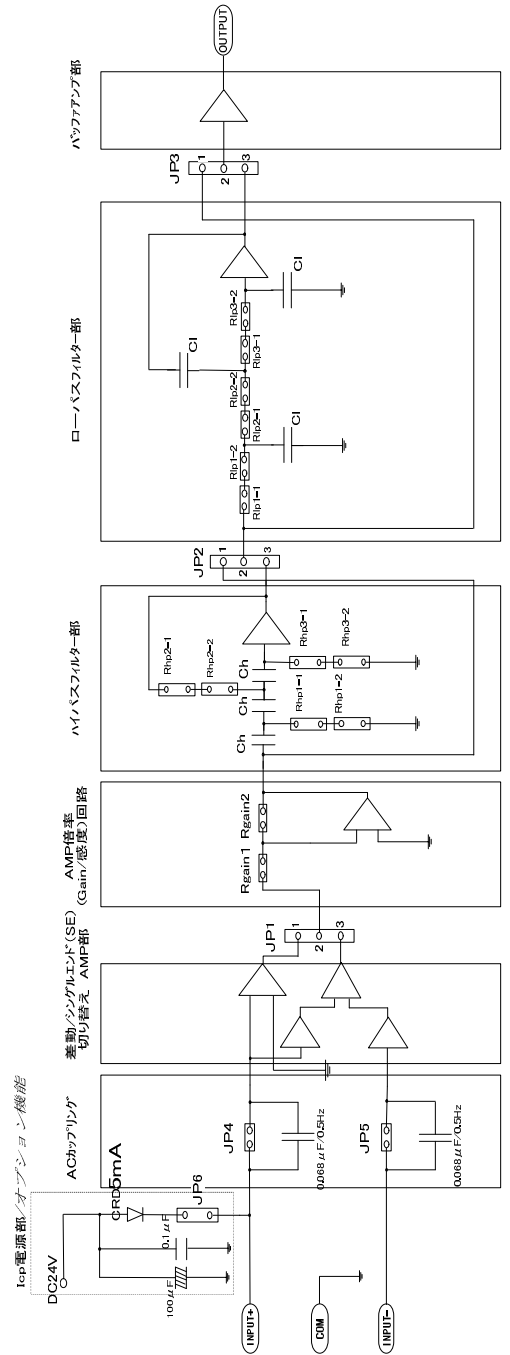 Icp電源部/オプション機能
DC24V
CRD5mA
100μF
0.1μF
JP6
INPUT+
COM
INPUT-
ACカップリング
JP4
0.068μF/0.5Hz
JP5
0.068μF/0.5Hz
差動/シングルエンド(SE)
切り替え AMP部
JP1
1
2
3
AMP倍率
(Gain/感度)回路
Rgain1
Rgain2
ハイパスフィルター部
Ch
Ch
Ch
Rhp2-1
Rhp2-2
Rhp1-1
Rhp1-2
Rhp3-1
Rhp3-2
JP2
1
2
3
ローパスフィルター部
Rlp1-1
Rlp1-2
Rlp2-1
Rlp2-2
Rlp3-1
Rlp3-2
Cl
Cl
Cl
JP3
1
2
3
バッファアンプ部
OUTPUT